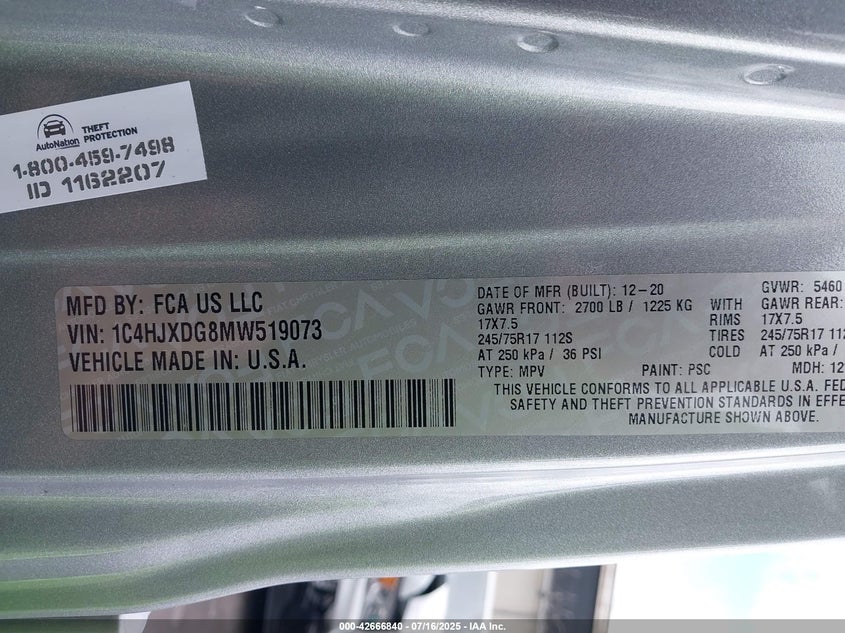 AutoNation THEFT PROTECTION
1-800-459-7498
ID 1162207
MFD BY: FCA US LLC
VIN: 1C4HJXDG8MW519073
VEHICLE MADE IN: U.S.A.
DATE OF MFR (BUILT): 12-20
GAWR FRONT: 2700 LB / 1225 KG
17X7.5
245/75R17 112S
AT 250 kPa / 36 PSI
TYPE: MPV
PAINT: PSC
WITH
RIMS
TIRES
COLD
GVWR: 5460
GAWR REAR:
17X7.5
245/75R17
AT 250 kPa /
MDH: 12
THIS VEHICLE CONFORMS TO ALL APPLICABLE U.S.A. FED
SAFETY AND THEFT PREVENTION STANDARDS IN EFFE
MANUFACTURE SHOWN ABOVE.
000-42666840 - 07/16/2025 - IAA, Inc.